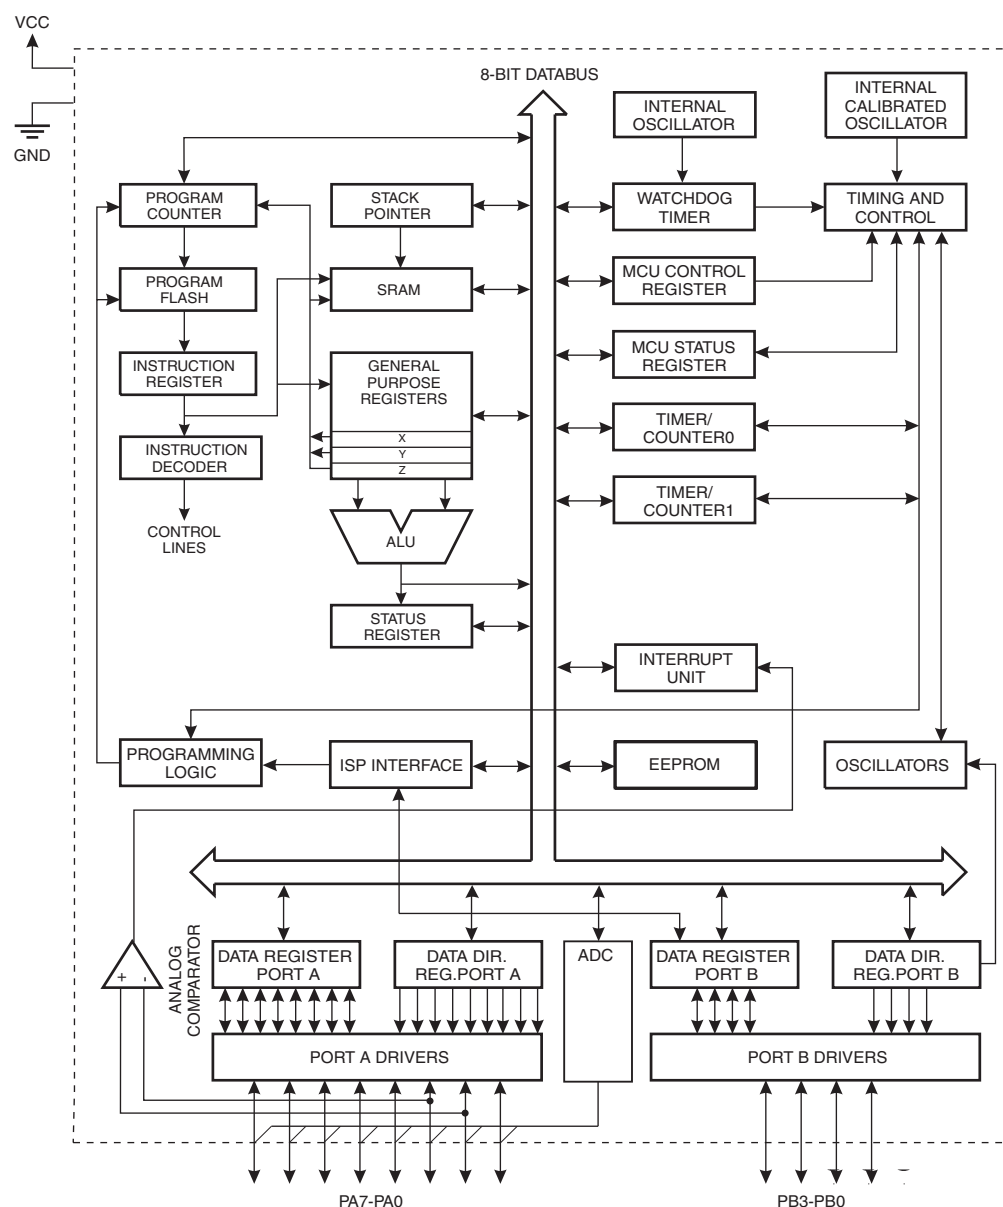 VCC
GND
8-BIT DATABUS
INTERNAL
OSCILLATOR
INTERNAL
CALIBRATED
OSCILLATOR
PROGRAM
COUNTER
STACK
POINTER
WATCHDOG
TIMER
TIMING AND
CONTROL
PROGRAM
FLASH
SRAM
MCU CONTROL
REGISTER
INSTRUCTION
REGISTER
GENERAL
PURPOSE
REGISTERS
X
Y
Z
MCU STATUS
REGISTER
INSTRUCTION
DECODER
TIMER/
COUNTER0
TIMER/
COUNTER1
CONTROL
LINES
ALU
STATUS
REGISTER
INTERRUPT
UNIT
PROGRAMMING
LOGIC
ISP INTERFACE
EEPROM
OSCILLATORS
ANALOG
COMPARATOR
+ -
DATA REGISTER
PORT A
DATA DIR.
REG.PORT A
ADC
DATA REGISTER
PORT B
DATA DIR.
REG.PORT B
PORT A DRIVERS
PORT B DRIVERS
PA7-PA0
PB3-PB0